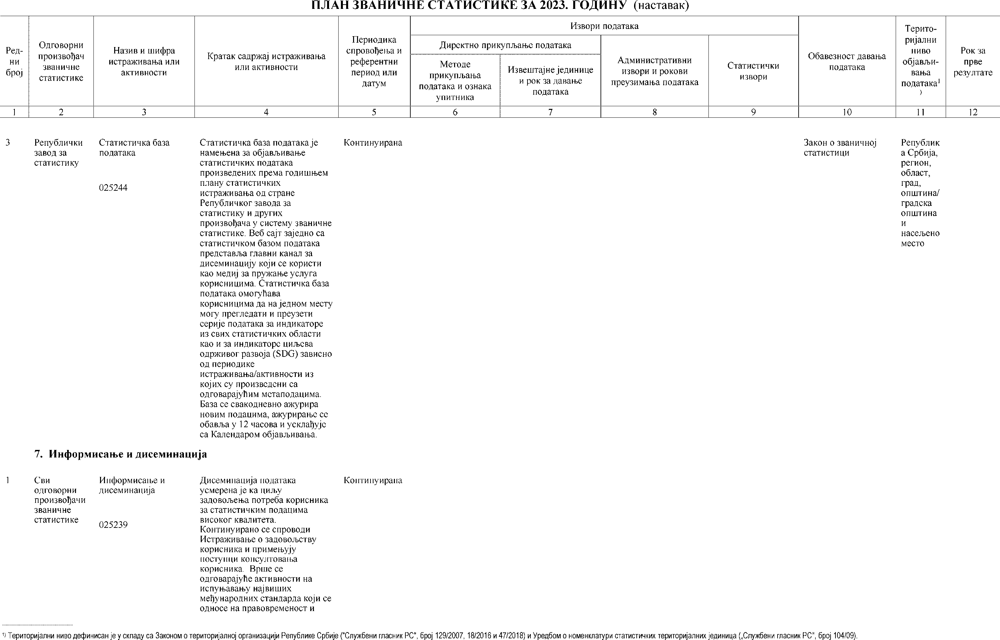 ПЛАН ЗВАНИЧНЕ СТАТИСТИКЕ ЗА 2023. ГОДИНУ (наставак)
Ред-
ни
број
Одговорни
произвођач
званичне
статистике
Назив и шифра
истраживања или
активности
Кратак садржај истраживања
или активности
Периодика
спровођења и
референтни
период или
датум
Извори података
Директно прикупљање података
Методе
прикупљања
података и ознака
упитника
Извештајне јединице
и рок за давање
података
Административни
извори и рокови
преузимања података
Статистички
извори
Обавезност давања
података
Терито-
ријални
ниво
објављи-
вања
података¹
)
Рок за
прве
резултате
1 2 3 4 5 6 7 8 9 10 11 12
3
Републички
завод за
статистику
Статистичка база
података
025244
Статистичка база података је
намењена за објављивање
статистичких података
произведених према годишњем
плану статистичких
истраживања од стране
Републичког завода за
статистику и других
произвођача у систему званичне
статистике. Веб сајт заједно са
статистичком базом података
представља главни канал за
дисеминацију који се користи
као медиј за пружање услуга
корисницима. Статистичка база
података омогућава
корисницима да на једном месту
могу прегледати и преузети
серије података за индикаторе
из свих статистичких области
као и за индикаторе циљева
одрживог развоја (SDG) зависно
од периодике
истраживања/активности из
којих су произведени са
одговарајућим метаподацима.
База се свакодневно ажурира
новим подацима, ажурирање се
обавља у 12 часова и усклађује
са Календаром објављивања.
Континуирана
Закон о званичној
статистици
Републик
а Србија,
регион,
област,
град,
општина/
градска
општина
и
насељено
место
7. Информисање и дисеминација
1
Сви
одговорни
произвођачи
званичне
статистике
Информисање и
дисеминација
025239
Дисеминација података
усмерена је ка циљу
задовољења потреба корисника
за статистичким подацима
високог квалитета.
Континуирано се спроводи
Истраживање о задовољству
корисника и примењују
поступци консултовања
корисника. Врше се
одговарајуће активности на
испуњавању највиших
међународних стандарда који се
односе на правовременост и
Континуирана
¹⁾ Територијални ниво дефинисан је у складу са Законом о територијалној организацији Републике Србије ("Службени гласник РС", број 129/2007, 18/2016 и 47/2018) и Уредбом о номенклатури статистичких територијалних јединица („Службени гласник РС", број 104/09).